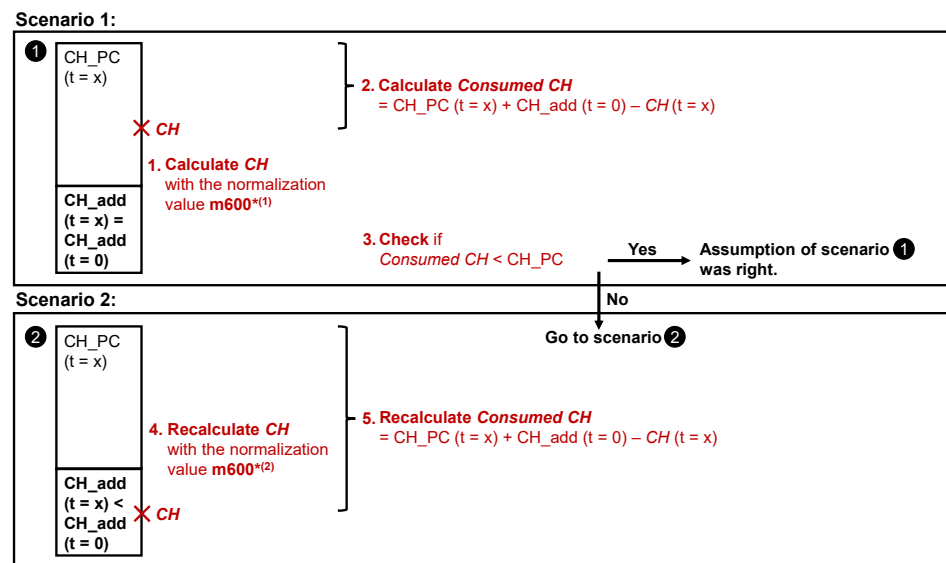 Scenario 1:
1
CH_PC
(t = x)
2. Calculate Consumed CH
= CH_PC (t = x) + CH_add (t = 0) – CH (t = x)
CH
1. Calculate CH
with the normalization
value m600*(1)
CH_add
(t = x) =
CH_add
(t = 0)
3. Check if
Consumed CH < CH_PC
Yes
Assumption of scenario 1
was right.
No
Scenario 2:
Go to scenario 2
2
CH_PC
(t = x)
4. Recalculate CH
with the normalization
value m600*(2)
5. Recalculate Consumed CH
= CH_PC (t = x) + CH_add (t = 0) – CH (t = x)
CH_add
(t = x) <
CH_add
(t = 0)
CH